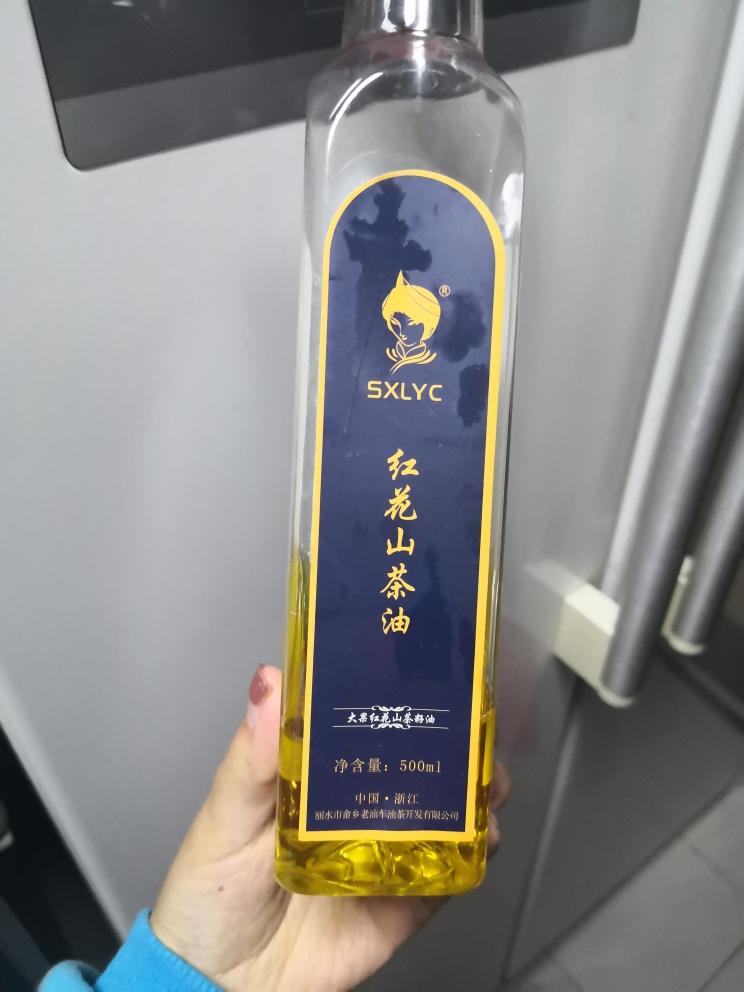 ®
SXLYC
红花山茶油
大果红花山茶籽油
净含量：500ml
中国·浙江
丽水市畲乡老油车油茶开发有限公司